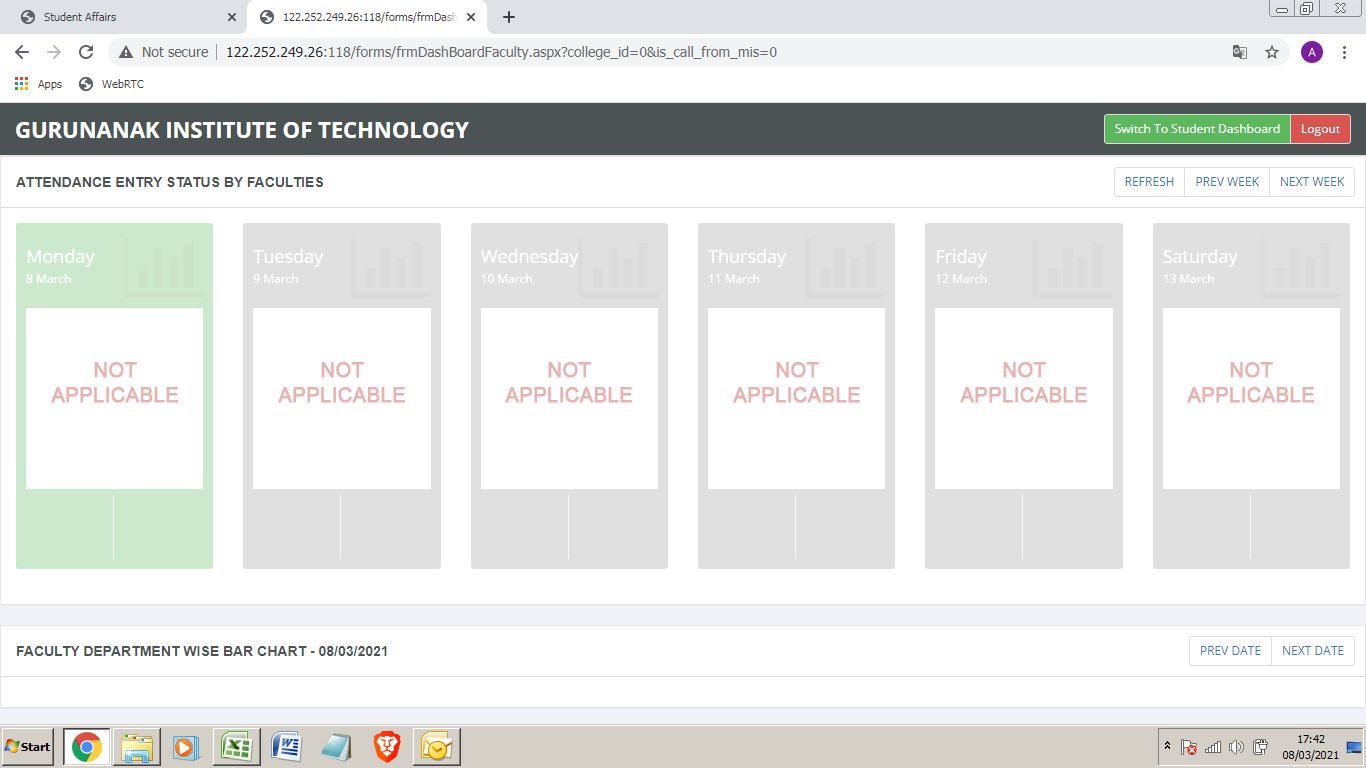 Student Affairs
122.252.249.26:118/forms/frmDash
Not secure
122.252.249.26:118/forms/frmDashBoardFaculty.aspx?college_id=0&is_call_from_mis=0
A
Apps
WebRTC
GURUNANAK INSTITUTE OF TECHNOLOGY
Switch To Student Dashboard
Logout
ATTENDANCE ENTRY STATUS BY FACULTIES
REFRESH
PREV WEEK
NEXT WEEK
Monday
8 March
NOT
APPLICABLE
Tuesday
9 March
NOT
APPLICABLE
Wednesday
10 March
NOT
APPLICABLE
Thursday
11 March
NOT
APPLICABLE
Friday
12 March
NOT
APPLICABLE
Saturday
13 March
NOT
APPLICABLE
FACULTY DEPARTMENT WISE BAR CHART - 08/03/2021
PREV DATE
NEXT DATE
Start
17:42
08/03/2021